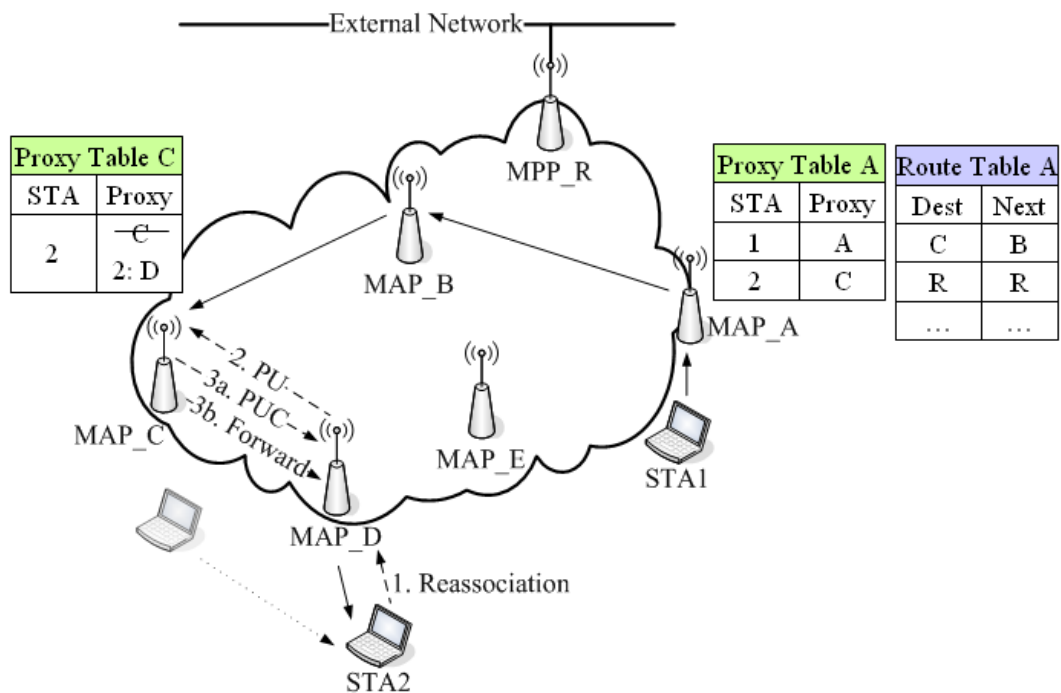 External Network
MPP_R
Proxy Table C
STA Proxy
2 C
2: D
Proxy Table A
STA Proxy
1 A
2 C
Route Table A
Dest Next
C B
R R
... ...
MAP_B
MAP_A
2. PU
3a. PUC
3b. Forward
MAP_C
MAP_E
STA1
MAP_D
1. Reassociation
STA2